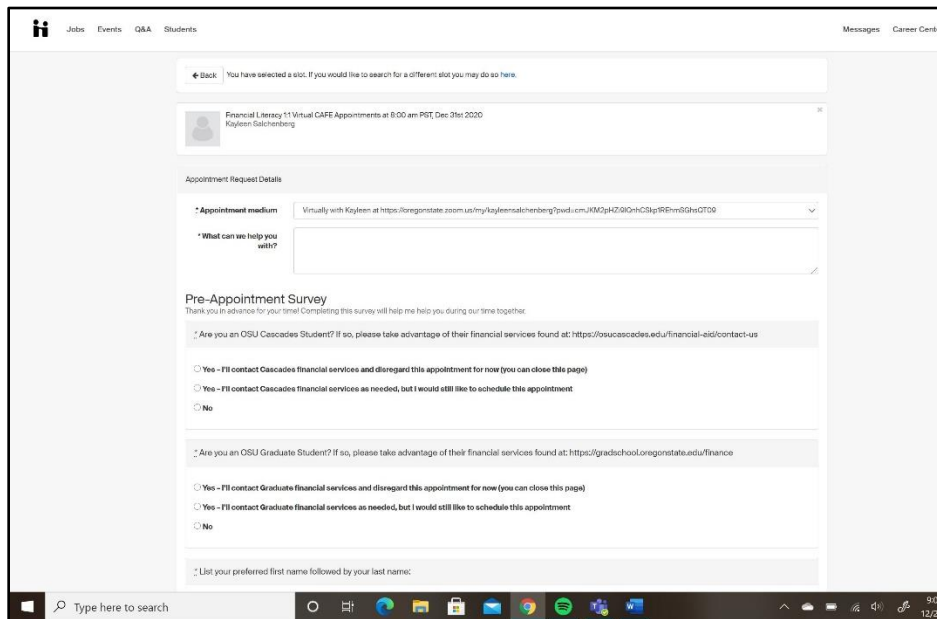 Jobs Events Q&A Students Messages Career Cente
← Back You have selected a slot. If you would like to search for a different slot you may do so here.
Financial Literacy 1:1 Virtual CAFE Appointments at 8:00 am PST, Dec 31st 2020
Kayleen Salchenberg
Appointment Request Details
* Appointment medium Virtually with Kayleen at
* What can we help you
with?
Pre-Appointment Survey
Thank you in advance for your time! Completing this survey will help me help you during our time together.
* Are you an OSU Cascades Student? If so, please take advantage of their financial services found at: https://osucascades.edu/financial-aid/contact-us
Yes – I'll contact Cascades financial services and disregard this appointment for now (you can close this page)
Yes – I'll contact Cascades financial services as needed, but I would still like to schedule this appointment
No
* Are you an OSU Graduate Student? If so, please take advantage of their financial services found at: https://gradschool.oregonstate.edu/finance
Yes – I'll contact Graduate financial services and disregard this appointment for now (you can close this page)
Yes – I'll contact Graduate financial services as needed, but I would still like to schedule this appointment
No
* List your preferred first name followed by your last name:
Type here to search 9:0
12/2